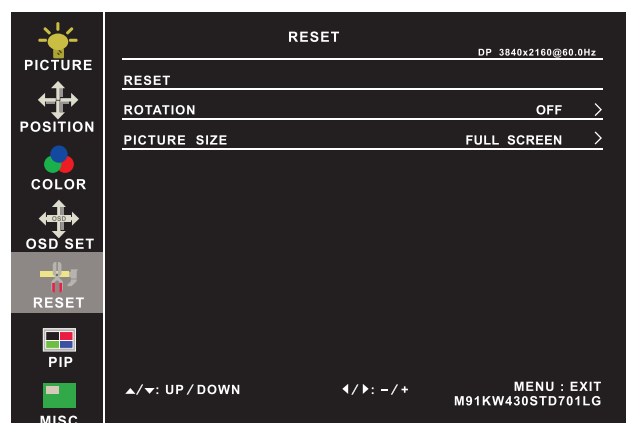 PICTURE
POSITION
COLOR
OSD
OSD SET
RESET
PIP
MISC
RESET
DP 3840x2160@60.0Hz
RESET
ROTATION OFF >
PICTURE SIZE FULL SCREEN >
▲/▼: UP/DOWN ◀/▶: –/+ MENU : EXIT
M91KW430STD701LG